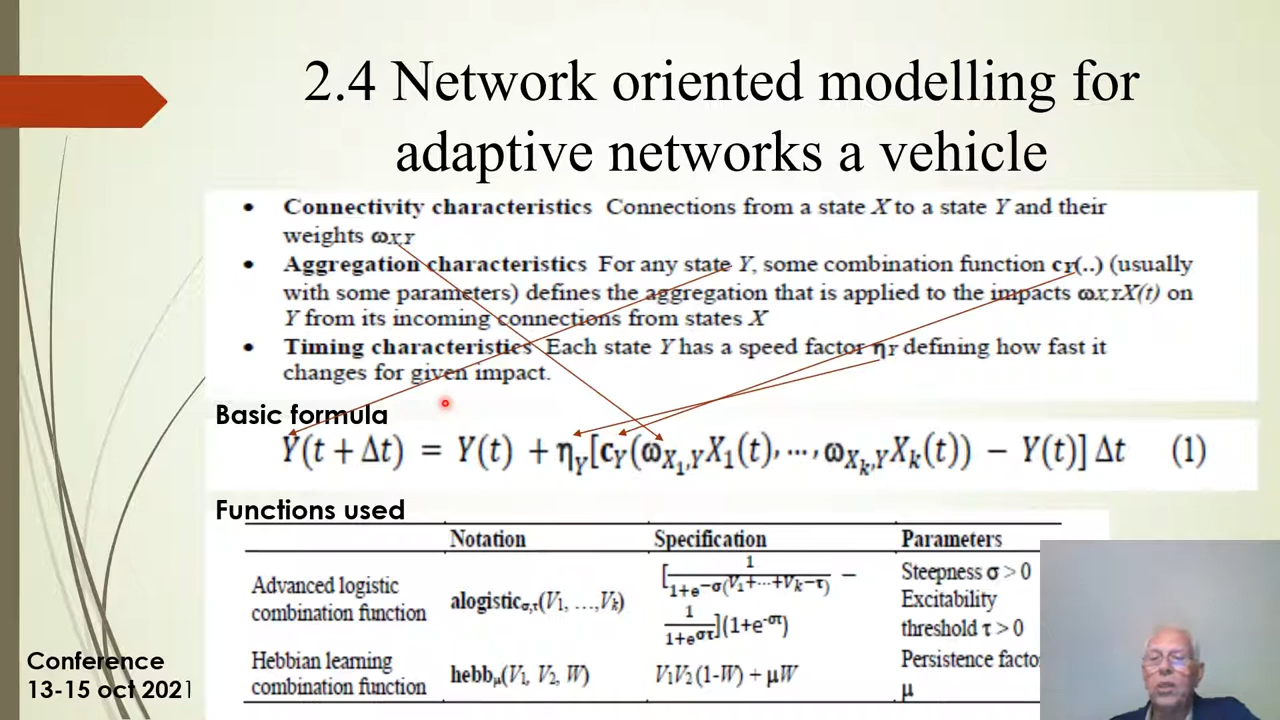 2.4 Network oriented modelling for
adaptive networks a vehicle
• Connectivity characteristics Connections from a state X to a state Y and their
weights ωX,Y
• Aggregation characteristics For any state Y, some combination function cY(..) (usually
with some parameters) defines the aggregation that is applied to the impacts ωX,YX(t) on
Y from its incoming connections from states X
• Timing characteristics Each state Y has a speed factor ηY defining how fast it
changes for given impact.
Basic formula
Y(t + Δt) = Y(t) + ηY[cY(ωX1,YX1(t), ⋯, ωXk,YXk(t)) − Y(t)] Δt (1)
Functions used
Notation Specification Parameters
Advanced logistic
combination function
alogisticσ,τ(V1, …,Vk)
[1/(1+e^−σ(V1+⋯+Vk−τ)) −
1/(1+e^στ)](1+e^-στ)
Steepness σ > 0
Excitability
threshold τ > 0
Hebbian learning
combination function
hebbμ(V1, V2, W)
V1V2 (1-W) + μW
Persistence facto
μ
Conference
13-15 oct 2021